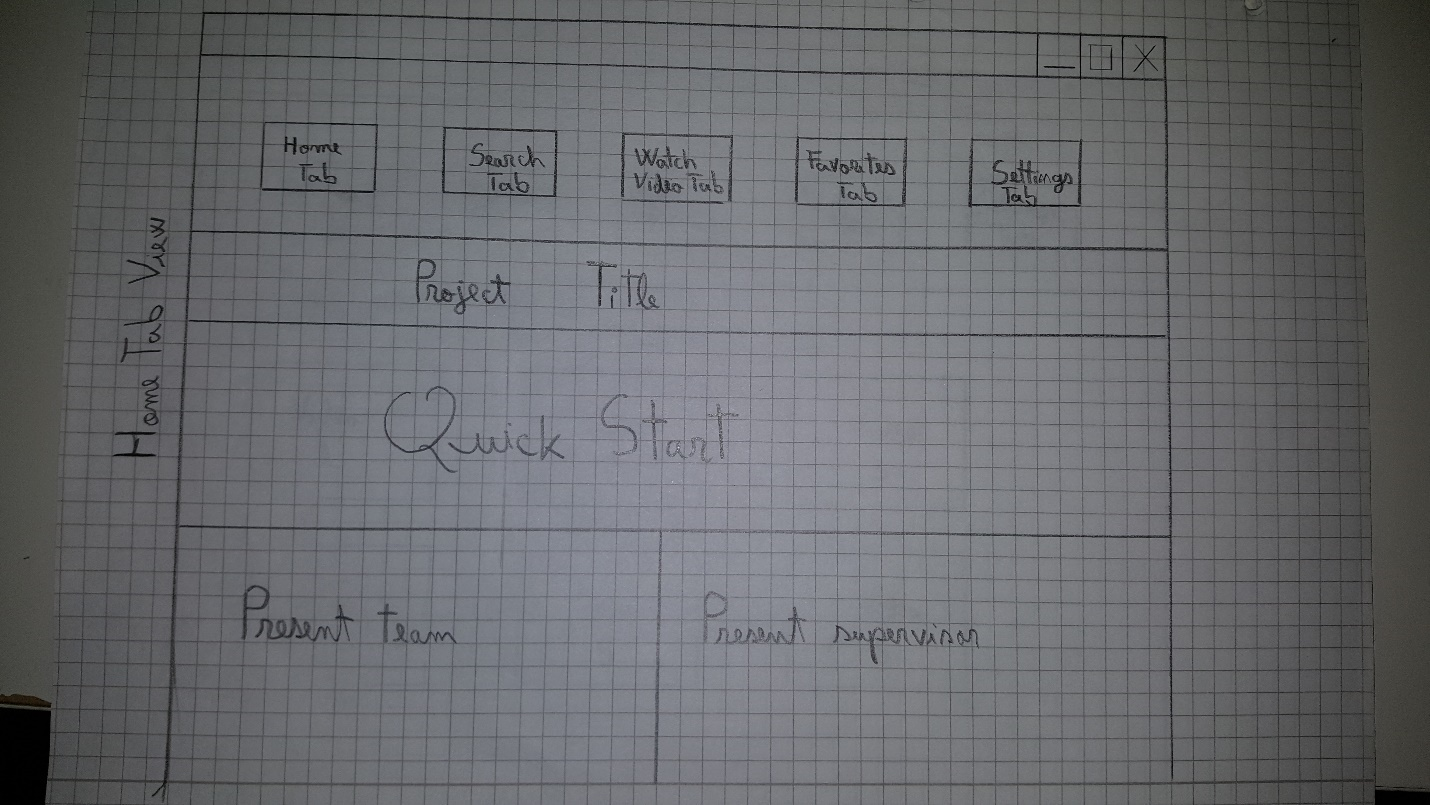 Home Tab View
Home
Tab
Search
Tab
Watch
Video Tab
Favorites
Tab
Settings
Tab
Project Title
Quick Start
Present team
Present supervisor